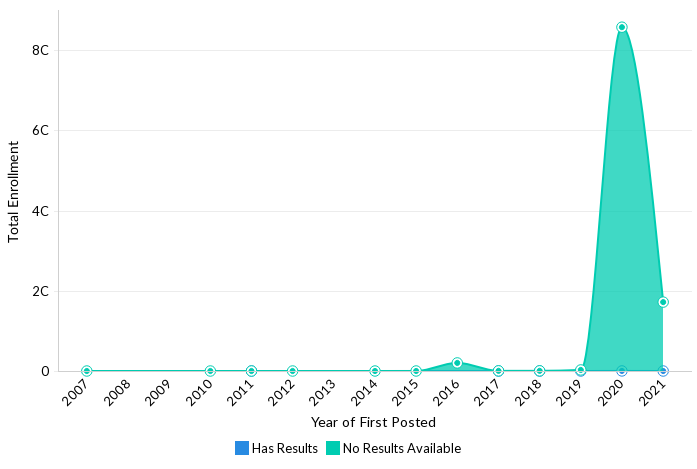 8C
6C
4C
2C
0
Total Enrollment
2007 2008 2009 2010 2011 2012 2013 2014 2015 2016 2017 2018 2019 2020 2021
Year of First Posted
Has Results No Results Available